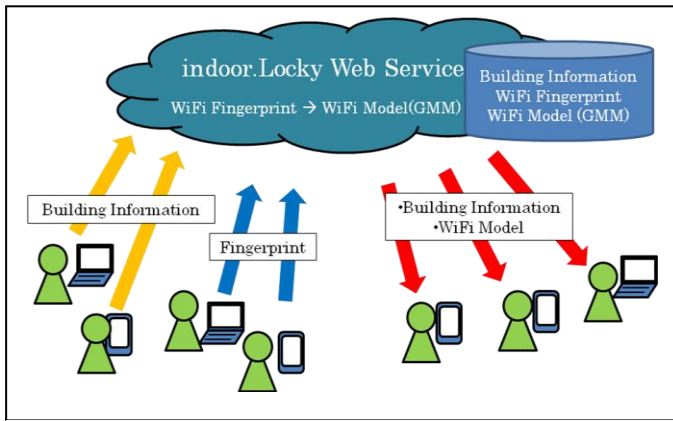 indoor.Locky Web Service
WiFi Fingerprint → WiFi Model(GMM)
Building Information
WiFi Fingerprint
WiFi Model (GMM)
Building Information
Fingerprint
•Building Information
•WiFi Model